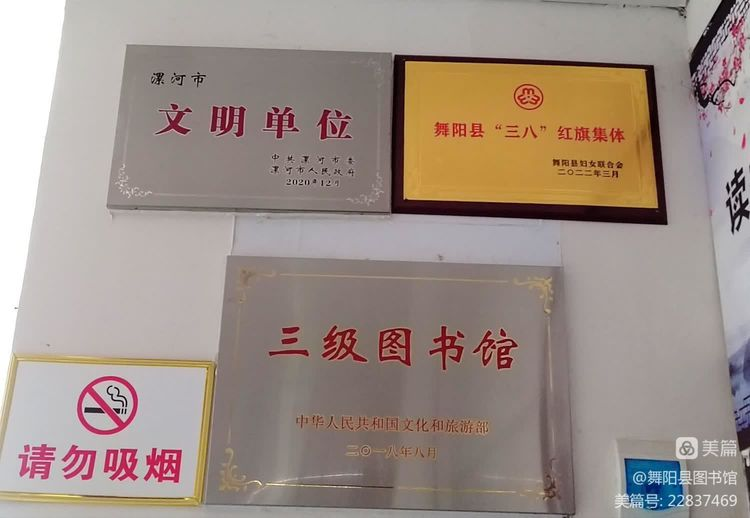 漯河市
文明单位
中共漯河市委
漯河市人民政府
2020年12月
舞阳县“三八”红旗集体
舞阳县妇女联合会
二〇二二年三月
三级图书馆
中华人民共和国文化和旅游部
二〇一八年八月
请勿吸烟
读
美篇
@舞阳县图书馆
美篇号: 22837469